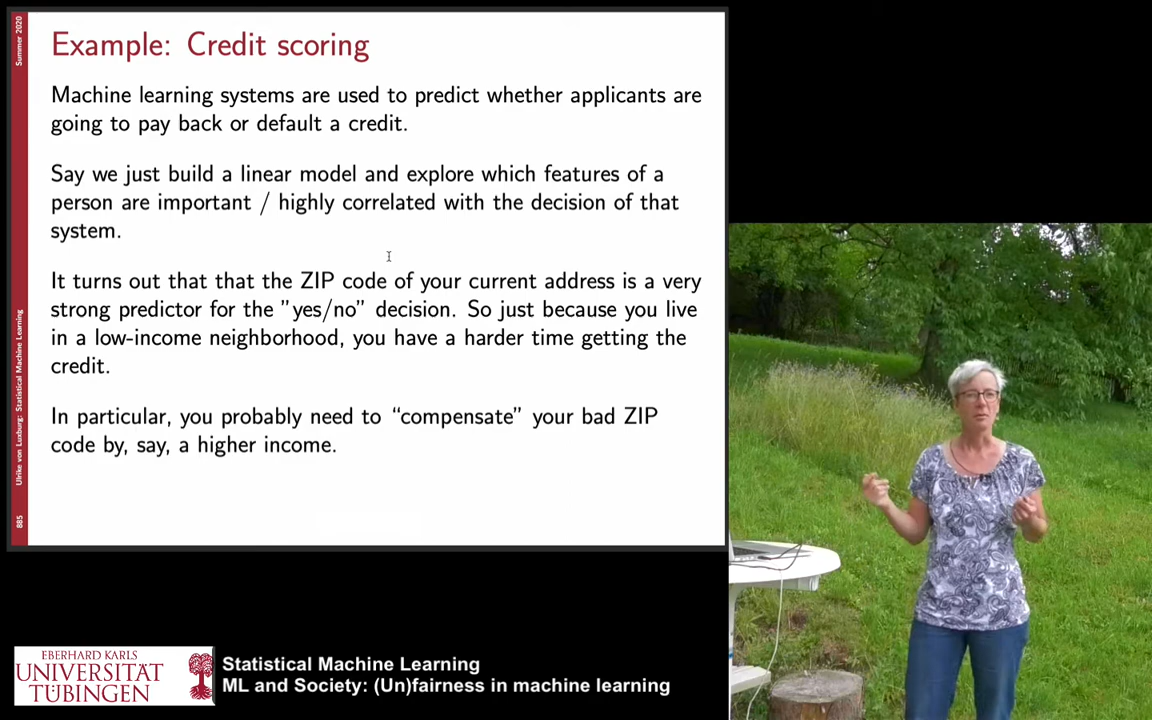 Summer 2020
Example: Credit scoring
Machine learning systems are used to predict whether applicants are
going to pay back or default a credit.
Say we just build a linear model and explore which features of a
person are important / highly correlated with the decision of that
system.
It turns out that that the ZIP code of your current address is a very
strong predictor for the "yes/no" decision. So just because you live
in a low-income neighborhood, you have a harder time getting the
credit.
In particular, you probably need to “compensate” your bad ZIP
code by, say, a higher income.
Ulrike von Luxburg: Statistical Machine Learning
885
EBERHARD KARLS
UNIVERSITÄT
TÜBINGEN
Statistical Machine Learning
ML and Society: (Un)fairness in machine learning